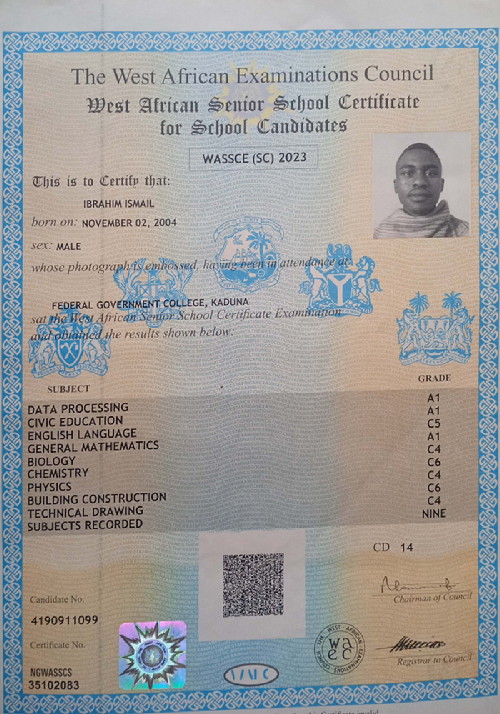 The West African Examinations Council
West African Senior School Certificate
for School Candidates
WASSCE (SC) 2023
This is to Certify that:
IBRAHIM ISMAIL
born on: NOVEMBER 02, 2004
sex: MALE
whose photograph is embossed, having been in attendance at
FEDERAL GOVERNMENT COLLEGE, KADUNA
sat the West African Senior School Certificate Examination
and obtained the results shown below:
SUBJECT GRADE
DATA PROCESSING A1
CIVIC EDUCATION A1
ENGLISH LANGUAGE C5
GENERAL MATHEMATICS A1
BIOLOGY C4
CHEMISTRY C6
PHYSICS C4
BUILDING CONSTRUCTION C6
TECHNICAL DRAWING C4
SUBJECTS RECORDED NINE
CD 14
Chairman of Council
Candidate No.
4190911099
Certificate No.
NGWASSCS
35102083
Registrar to Council